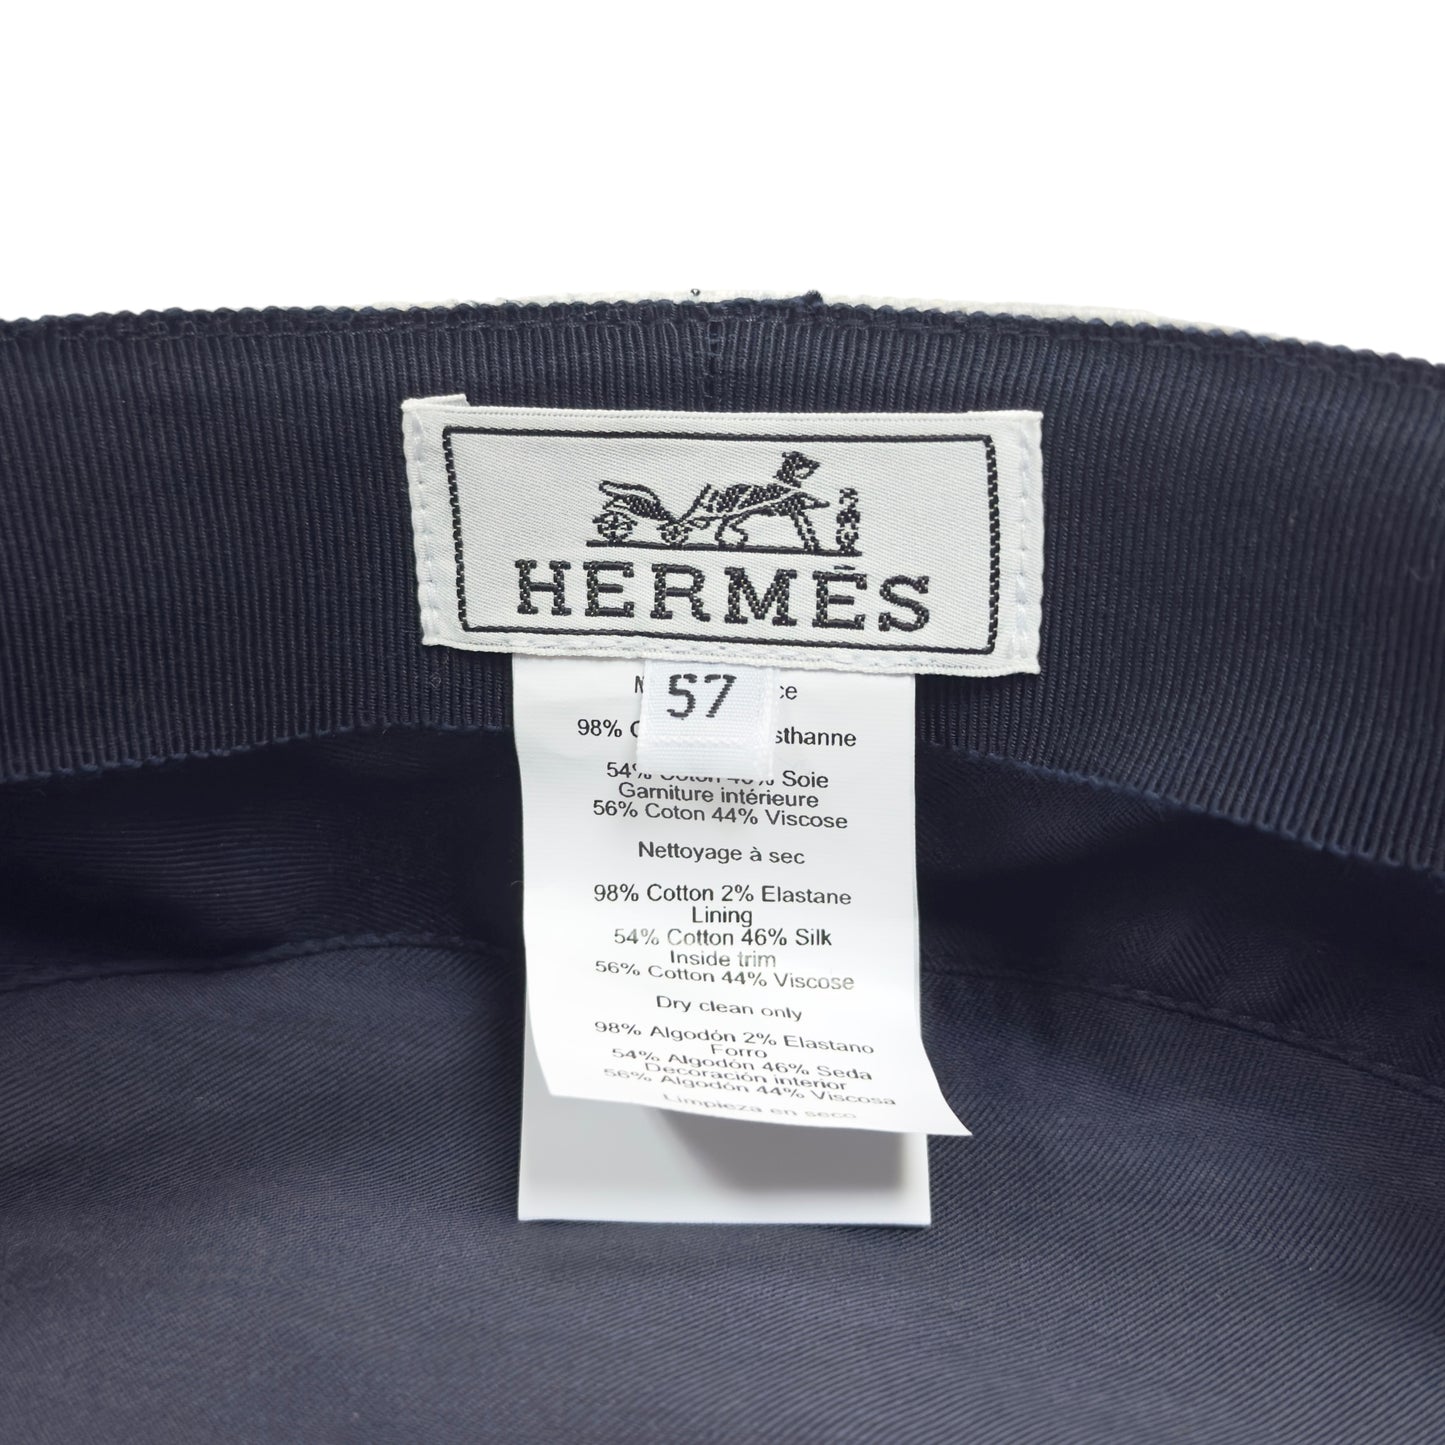 HERMĒS
57
98%
54% Coton 46% Soie
Garniture intérieure
56% Coton 44% Viscose
Nettoyage à sec
98% Cotton 2% Elastane
Lining
54% Cotton 46% Silk
Inside trim
56% Cotton 44% Viscose
Dry clean only
98% Algodón 2% Elastano
Forro
54% Algodón 46% Seda
Decoración interior
56% Algodón 44% Viscosa
Limpieza en seco